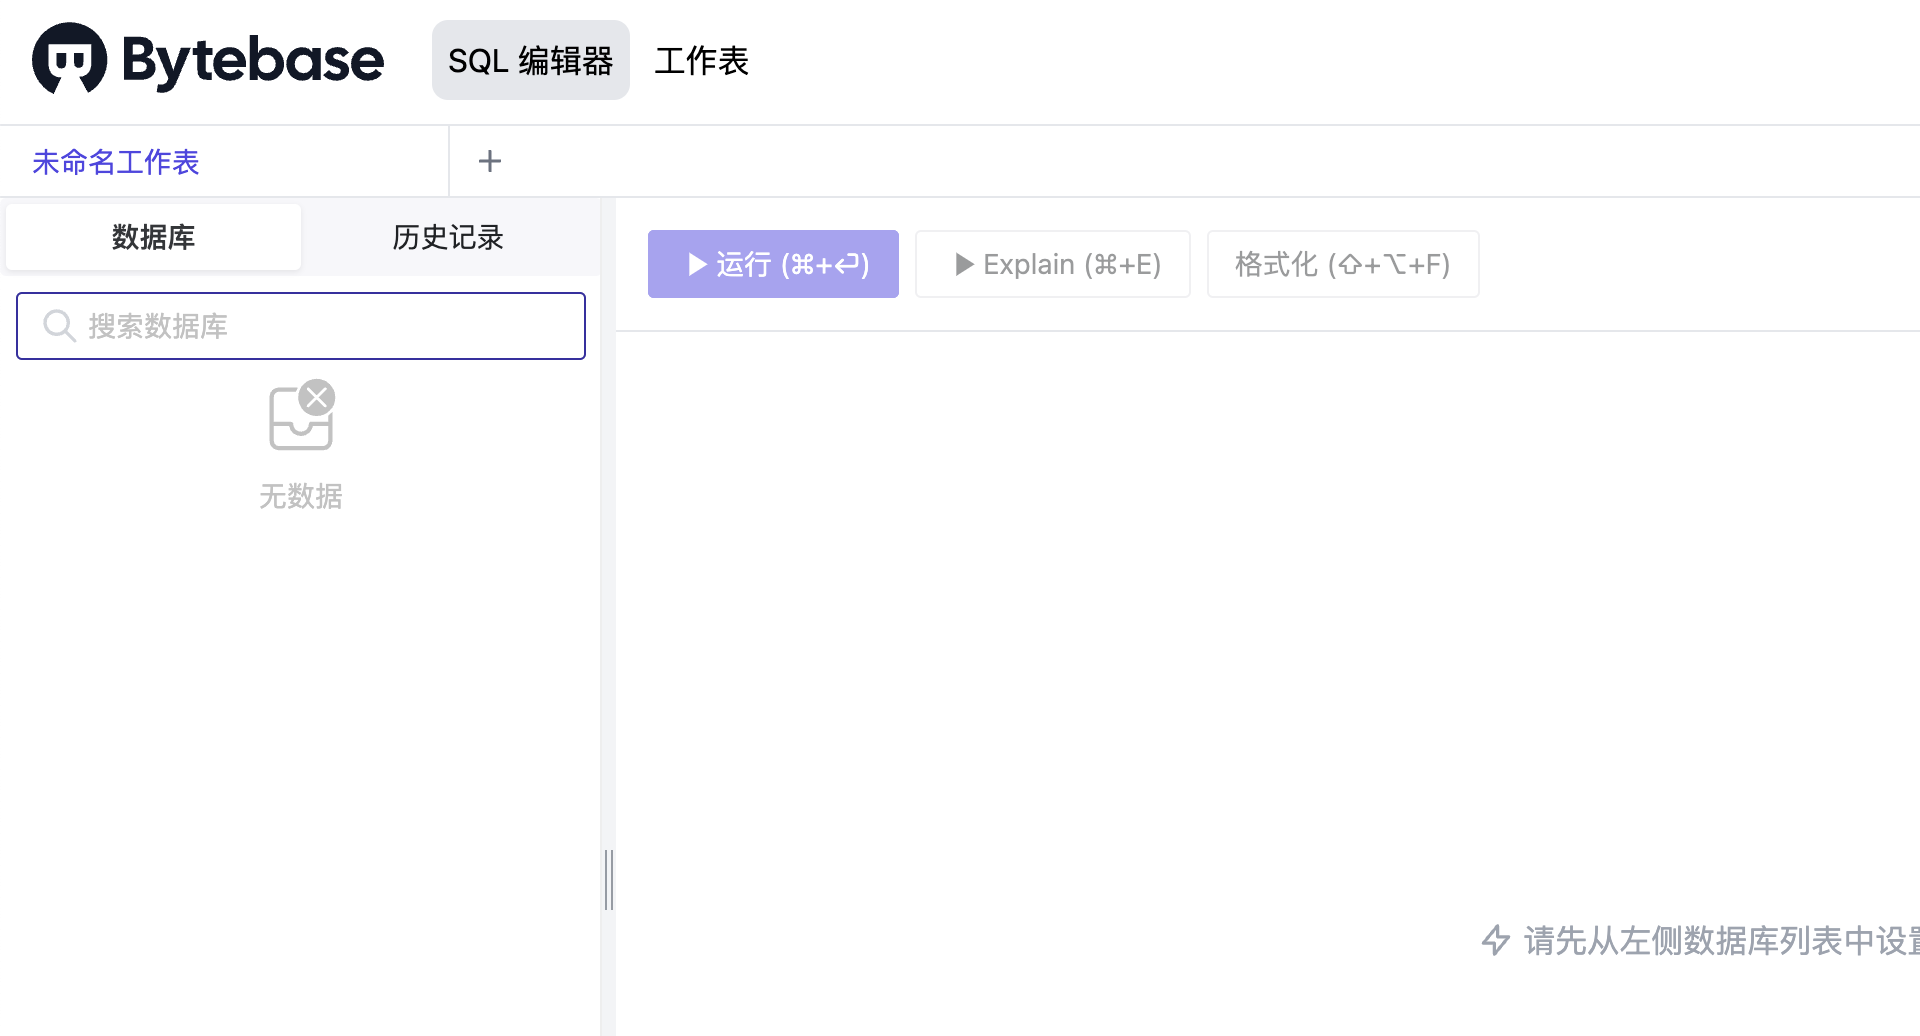 Bytebase
SQL 编辑器
工作表
未命名工作表
+
数据库
历史记录
运行 (⌘+⏎)
Explain (⌘+E)
格式化 (⇧+⌥+F)
搜索数据库
无数据
请先从左侧数据库列表中设